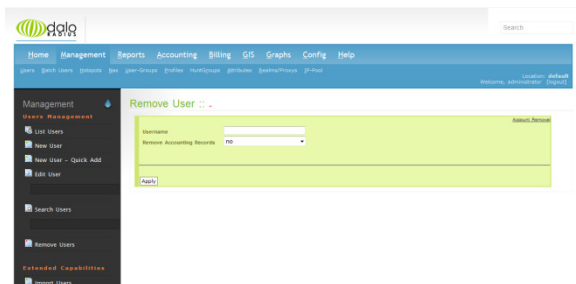 dalo
RADIUS
Search
Home Management Reports Accounting Billing GIS Graphs Config Help
Users Batch Users Hotspots Nas User-Groups Profiles HuntGroups Attributes Realms/Proxys IP-Pool
Location: default
Welcome, administrator [logout]
Management
Users Management
List Users
New User
New User - Quick Add
Edit User
Search Users
Remove Users
Extended Capabilities
Import Users
Remove User :: .
Account Removal
Username
Remove Accounting Records no
Apply